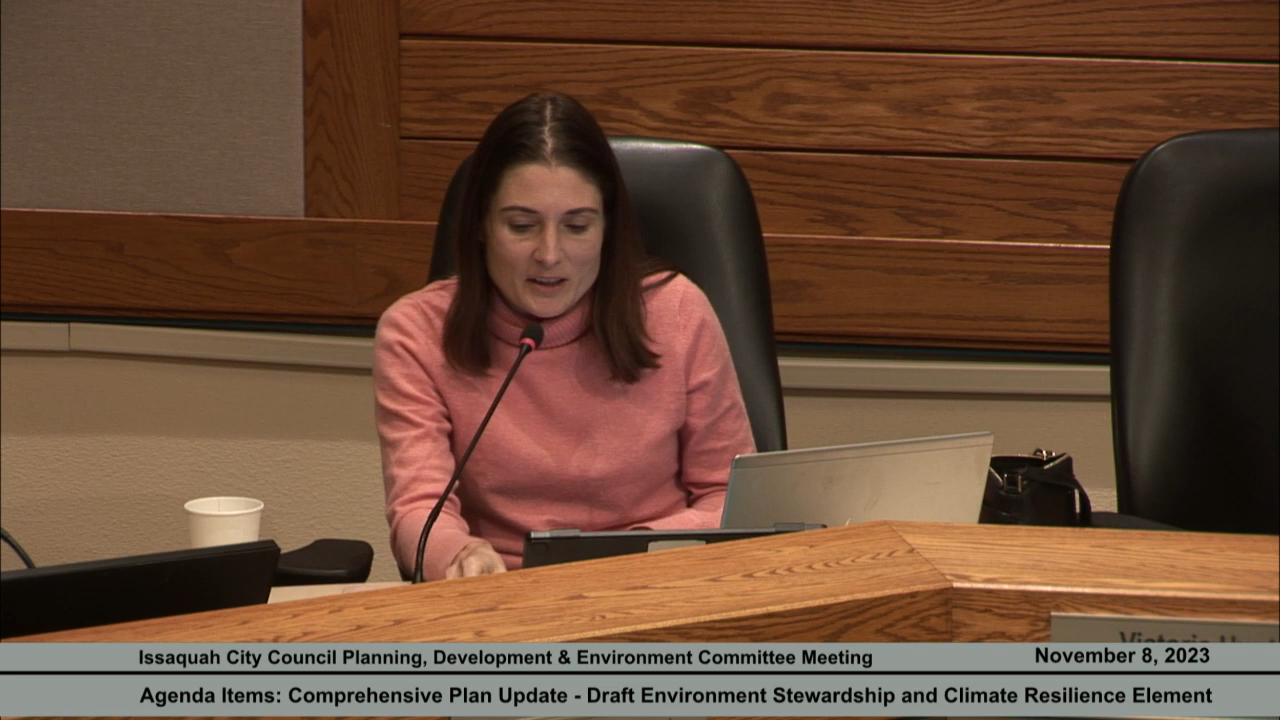 Victoria
Issaquah City Council Planning, Development & Environment Committee Meeting
November 8, 2023
Agenda Items: Comprehensive Plan Update - Draft Environment Stewardship and Climate Resilience Element